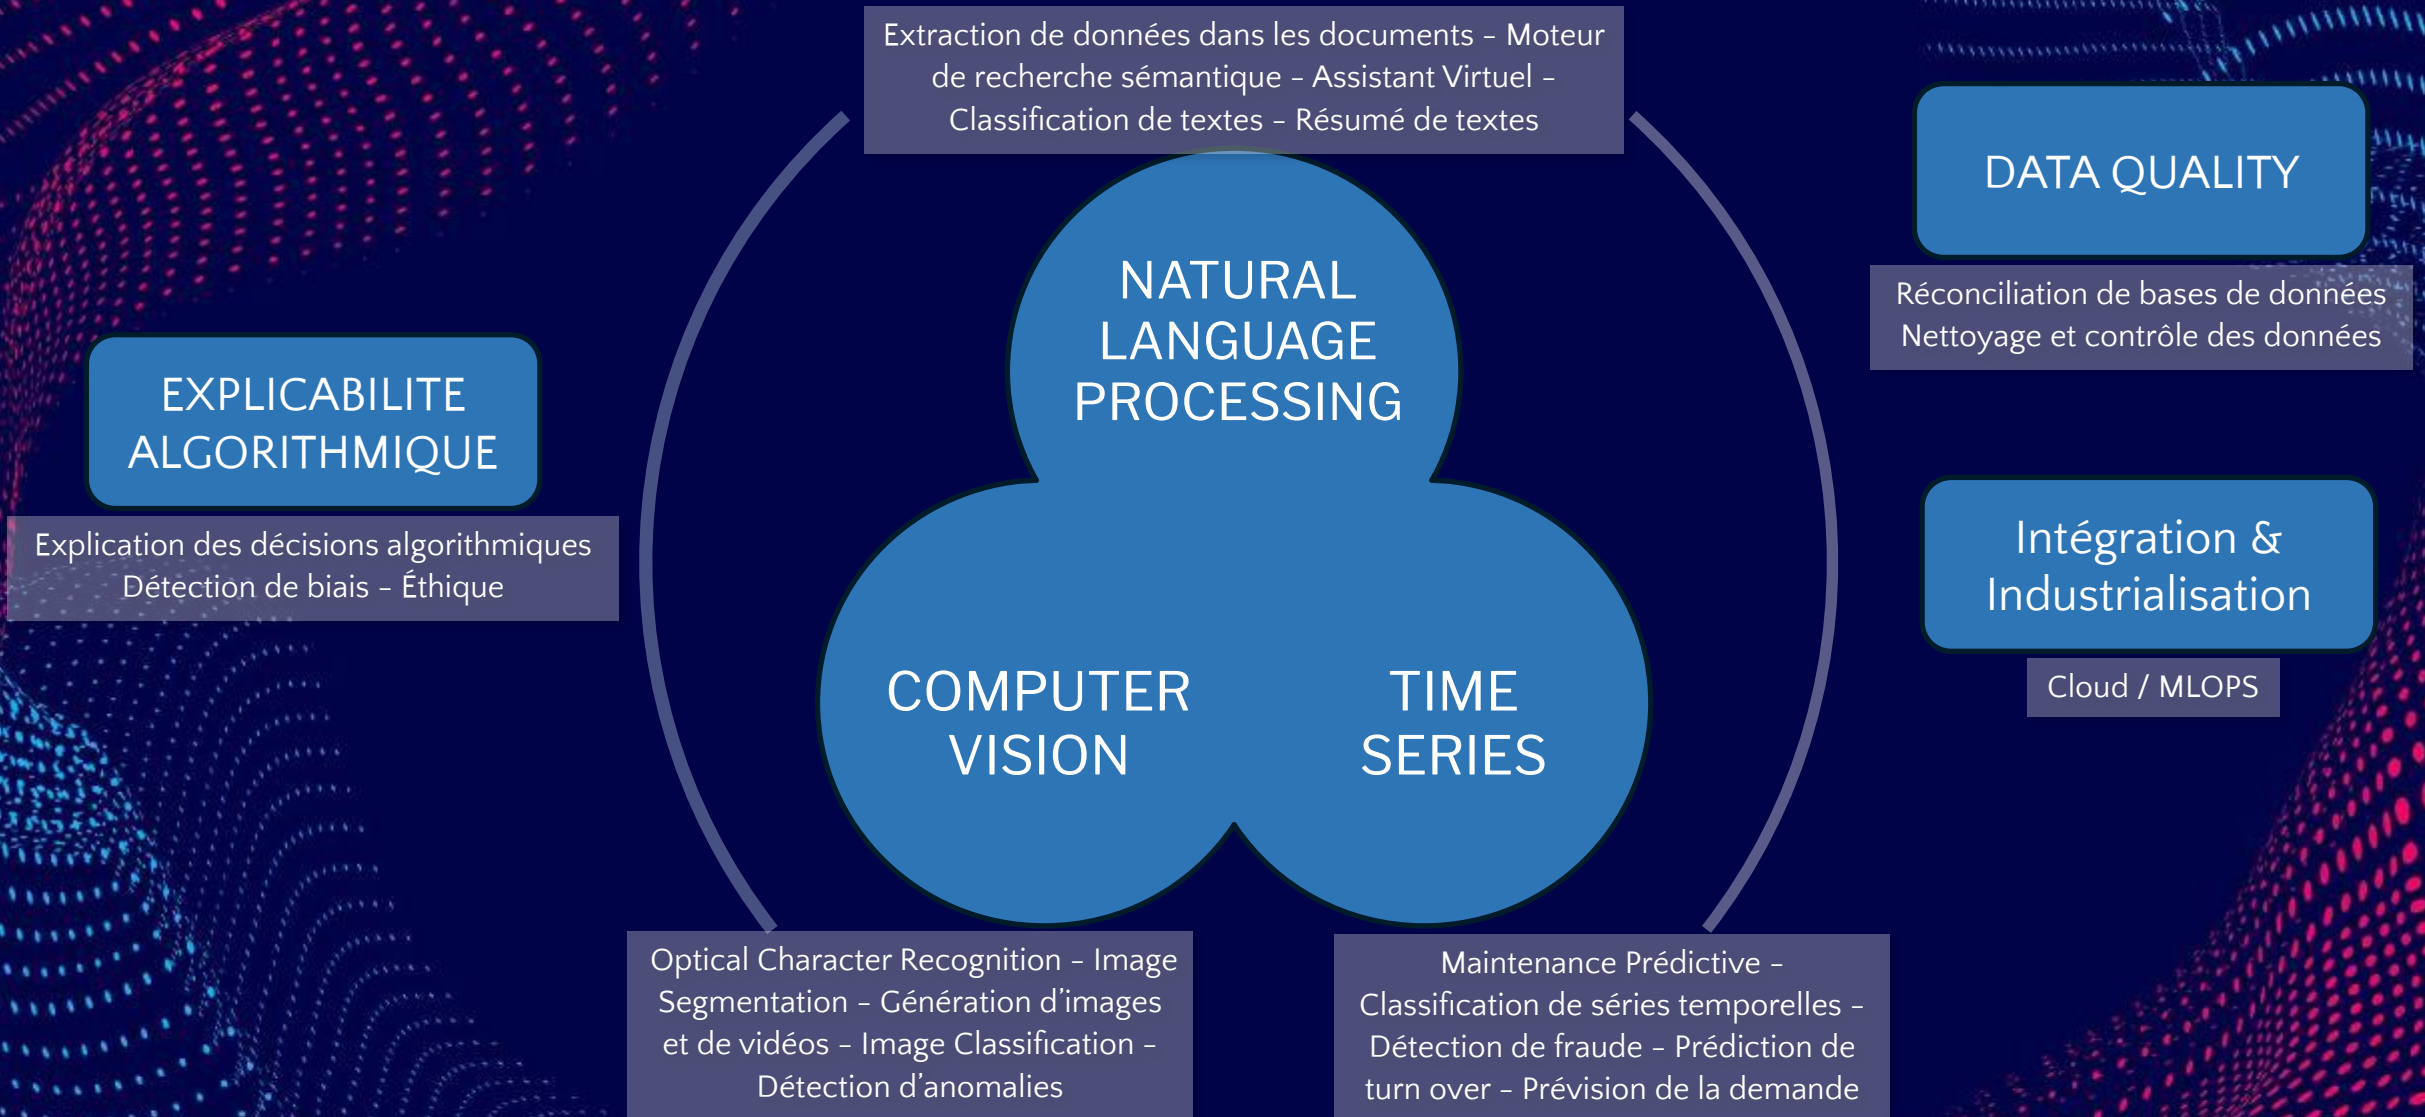 Extraction de données dans les documents – Moteur
de recherche sémantique – Assistant Virtuel –
Classification de textes – Résumé de textes
NATURAL
LANGUAGE
PROCESSING
DATA QUALITY
Réconciliation de bases de données
Nettoyage et contrôle des données
EXPLICABILITE
ALGORITHMIQUE
Explication des décisions algorithmiques
Détection de biais – Éthique
Intégration &
Industrialisation
Cloud / MLOPS
COMPUTER
VISION
TIME
SERIES
Optical Character Recognition – Image
Segmentation – Génération d’images
et de vidéos – Image Classification –
Détection d’anomalies
Maintenance Prédictive –
Classification de séries temporelles –
Détection de fraude – Prédiction de
turn over – Prévision de la demande